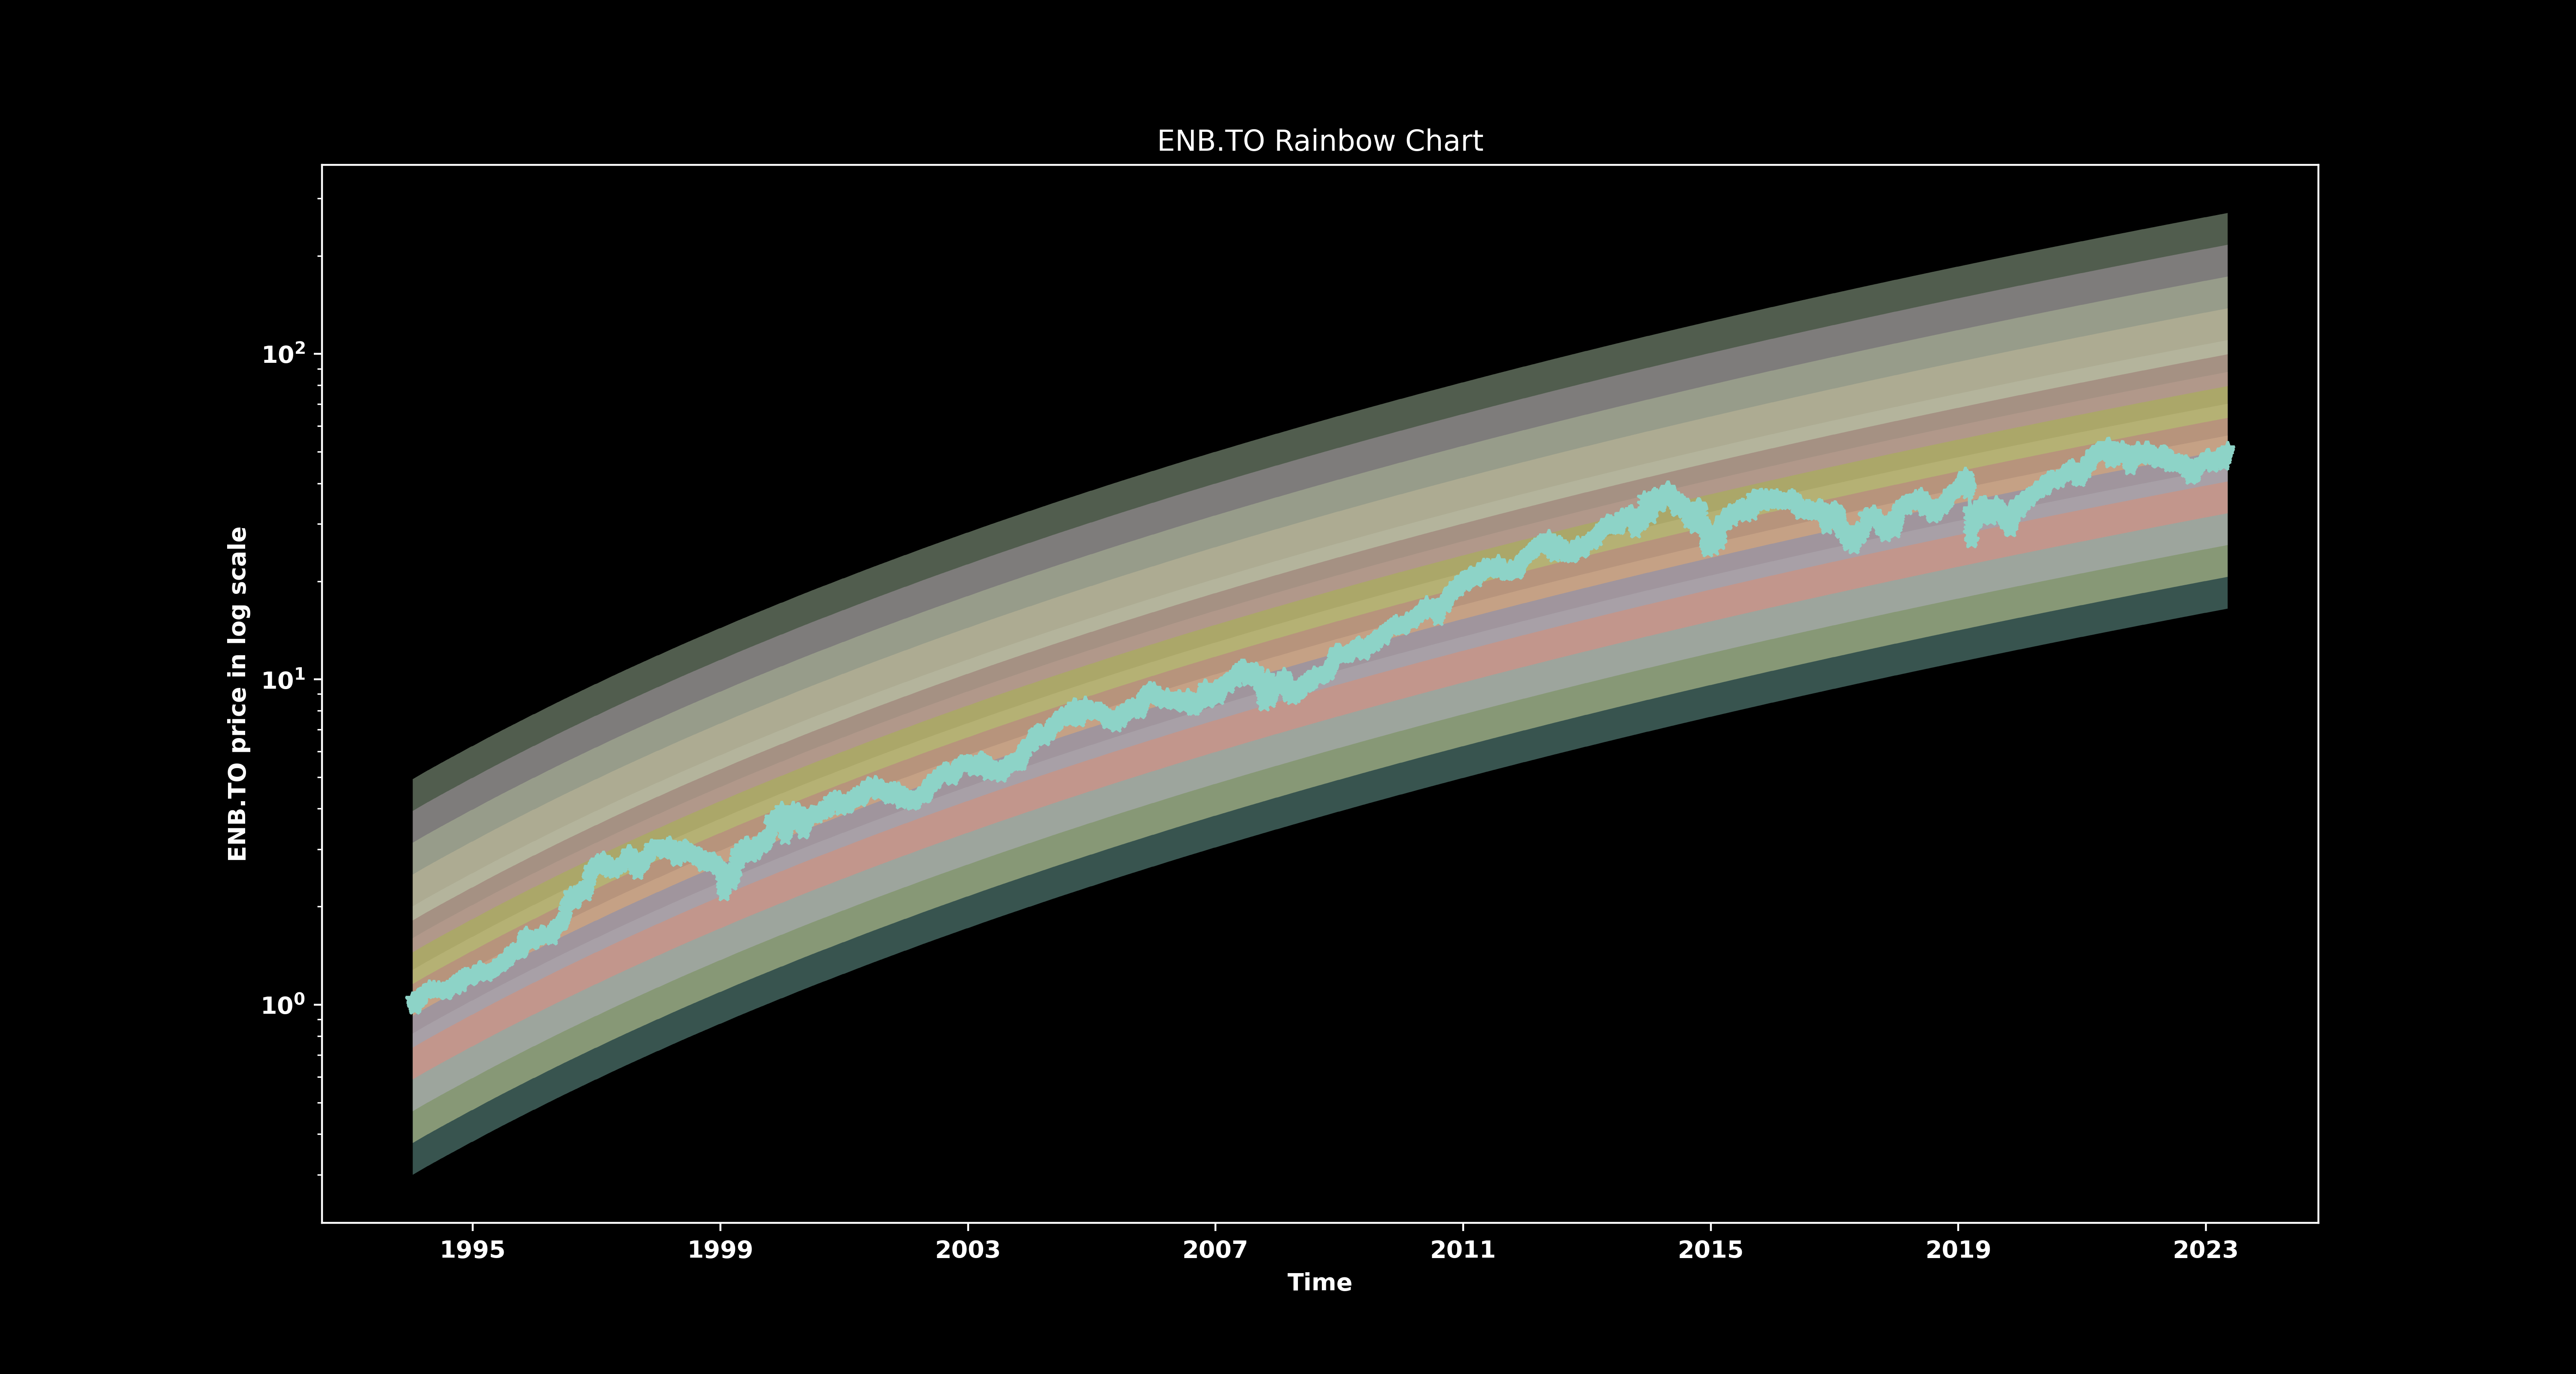 ENB.TO Rainbow Chart
ENB.TO price in log scale
10²
10¹
10⁰
1995 1999 2003 2007 2011 2015 2019 2023
Time